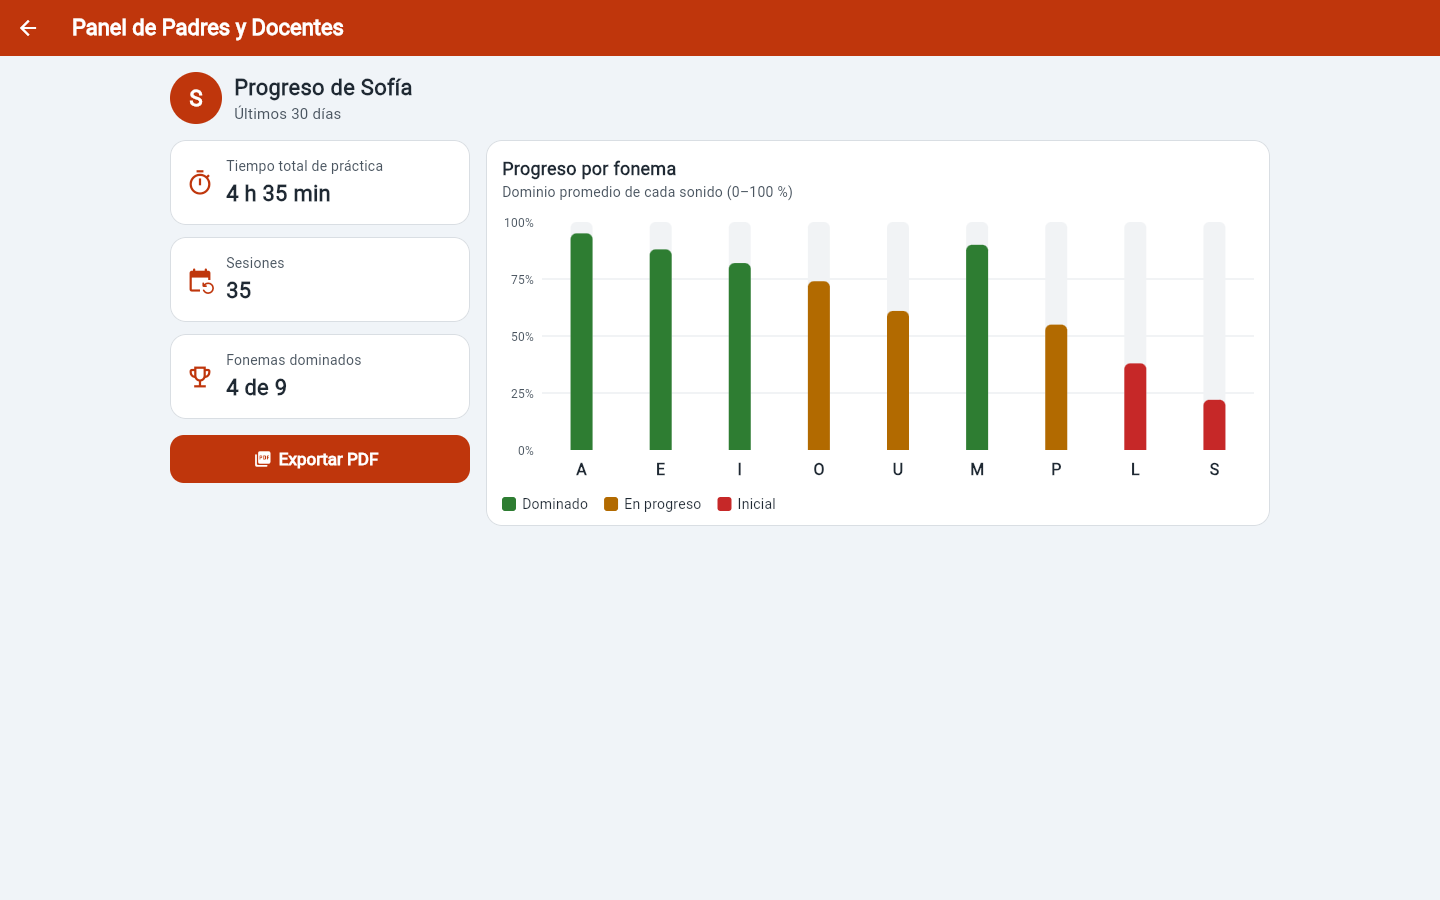 Panel de Padres y Docentes
S
Progreso de Sofía
Últimos 30 días
Tiempo total de práctica
4 h 35 min
Sesiones
35
Fonemas dominados
4 de 9
PDF Exportar PDF
Progreso por fonema
Dominio promedio de cada sonido (0–100 %)
100%
75%
50%
25%
0%
A E I O U M P L S
Dominado En progreso Inicial